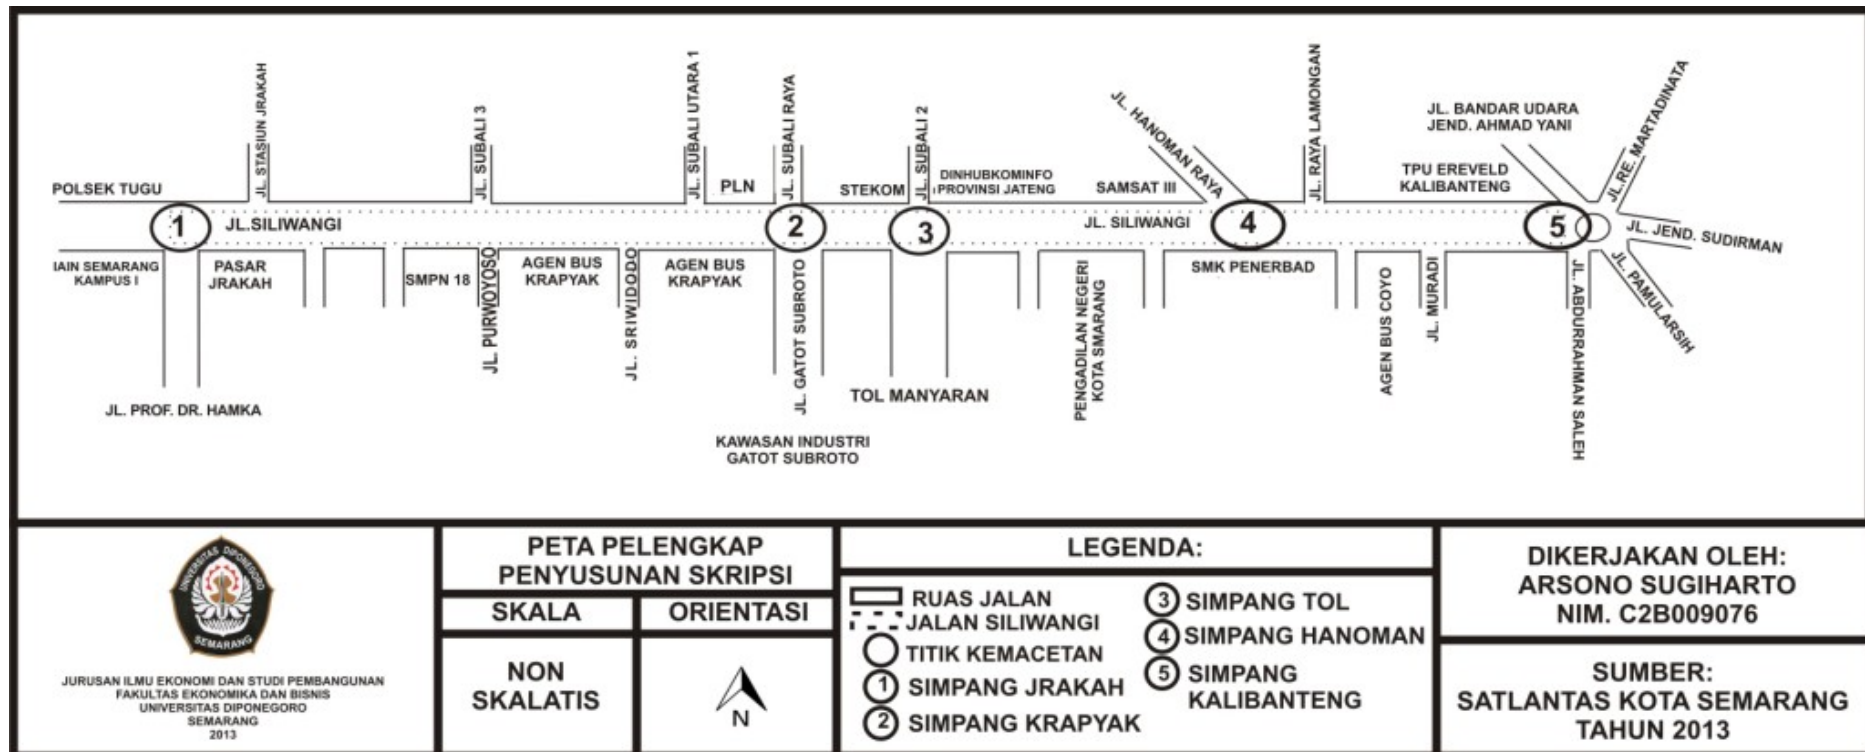 JL. STASIUN JRAKAH
JL. SUBALI 3
JL. SUBALI UTARA 1
JL. SUBALI RAYA
JL. SUBALI 2
JL. HANOMAN RAYA
JL. RAYA LAMONGAN
JL. BANDAR UDARA
JEND. AHMAD YANI
JL.RE. MARTADINATA
POLSEK TUGU
PLN
STEKOM
DINHUBKOMINFO
PROVINSI JATENG
SAMSAT III
TPU EREVELD
KALIBANTENG
1
JL.SILIWANGI
2
3
JL. SILIWANGI
4
5
JL. JEND. SUDIRMAN
IAIN SEMARANG
KAMPUS I
PASAR
JRAKAH
SMPN 18
JL. PURWOYOSO
AGEN BUS
KRAPYAK
JL. SRIWIDODO
AGEN BUS
KRAPYAK
JL. GATOT SUBROTO
TOL MANYARAN
PENGADILAN NEGERI
KOTA SMARANG
SMK PENERBAD
AGEN BUS COYO
JL. MURADI
JL. ABDURRAHMAN SALEH
JL. PAMULARSIH
JL. PROF. DR. HAMKA
KAWASAN INDUSTRI
GATOT SUBROTO
UNIVERSITAS DIPONEGORO
SEMARANG
JURUSAN ILMU EKONOMI DAN STUDI PEMBANGUNAN
FAKULTAS EKONOMIKA DAN BISNIS
UNIVERSITAS DIPONEGORO
SEMARANG
2013
PETA PELENGKAP
PENYUSUNAN SKRIPSI
SKALA
ORIENTASI
NON
SKALATIS
N
LEGENDA:
RUAS JALAN
JALAN SILIWANGI
TITIK KEMACETAN
1 SIMPANG JRAKAH
2 SIMPANG KRAPYAK
3 SIMPANG TOL
4 SIMPANG HANOMAN
5 SIMPANG
KALIBANTENG
DIKERJAKAN OLEH:
ARSONO SUGIHARTO
NIM. C2B009076
SUMBER:
SATLANTAS KOTA SEMARANG
TAHUN 2013